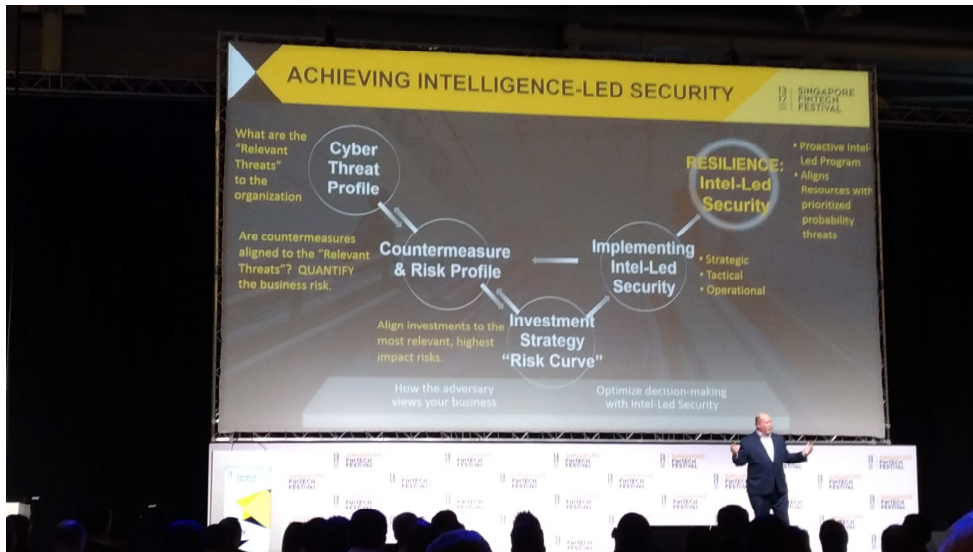 ACHIEVING INTELLIGENCE-LED SECURITY
13
17
SINGAPORE
FINTECH
FESTIVAL
What are the
"Relevant
Threats"
to the
organization
Cyber
Threat
Profile
Are countermeasures
aligned to the "Relevant
Threats"? QUANTIFY
the business risk.
Countermeasure
& Risk Profile
Align investments to the
most relevant, highest
impact risks.
Investment
Strategy
"Risk Curve"
Implementing
Intel-Led
Security
• Strategic
• Tactical
• Operational
RESILIENCE:
Intel-Led
Security
• Proactive Intel-
Led Program
• Aligns
Resources with
prioritized
probability
threats
How the adversary
views your business
Optimize decision-making
with Intel-Led Security
SINGAPORE
FINTECH
FESTIVAL